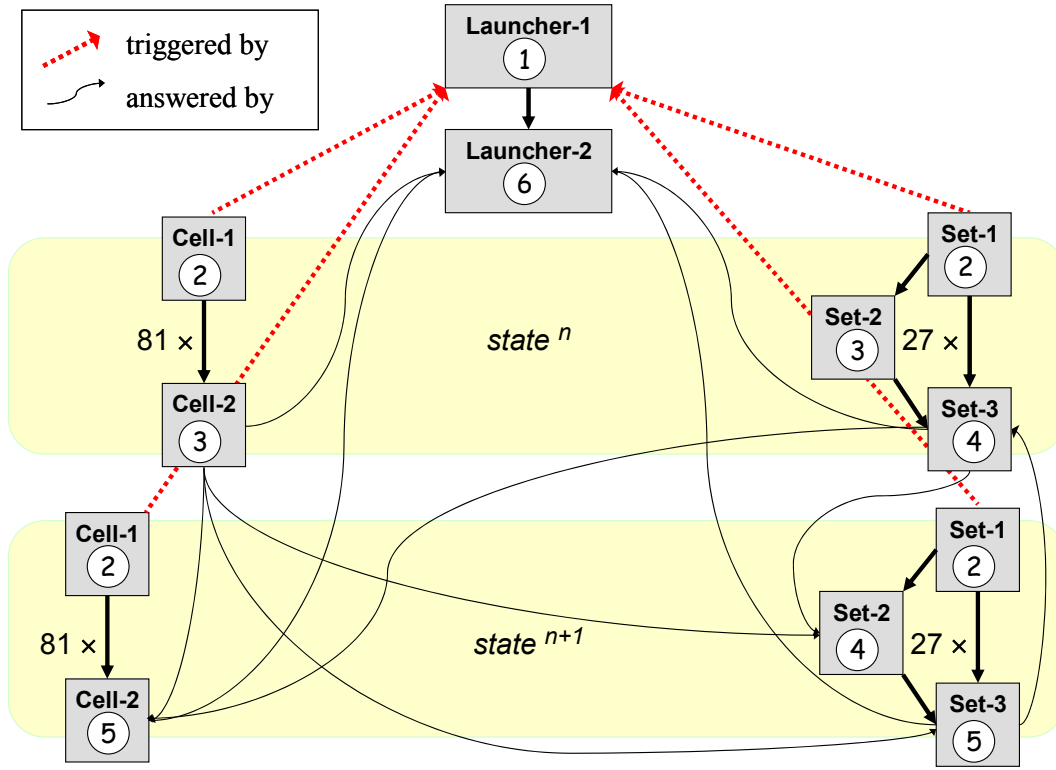 triggered by
answered by
Launcher-1
1
Launcher-2
6
Cell-1
2
81 ×
Cell-2
3
state n
Set-1
2
Set-2
3
27 ×
Set-3
4
Cell-1
2
81 ×
Cell-2
5
state n+1
Set-1
2
Set-2
4
27 ×
Set-3
5